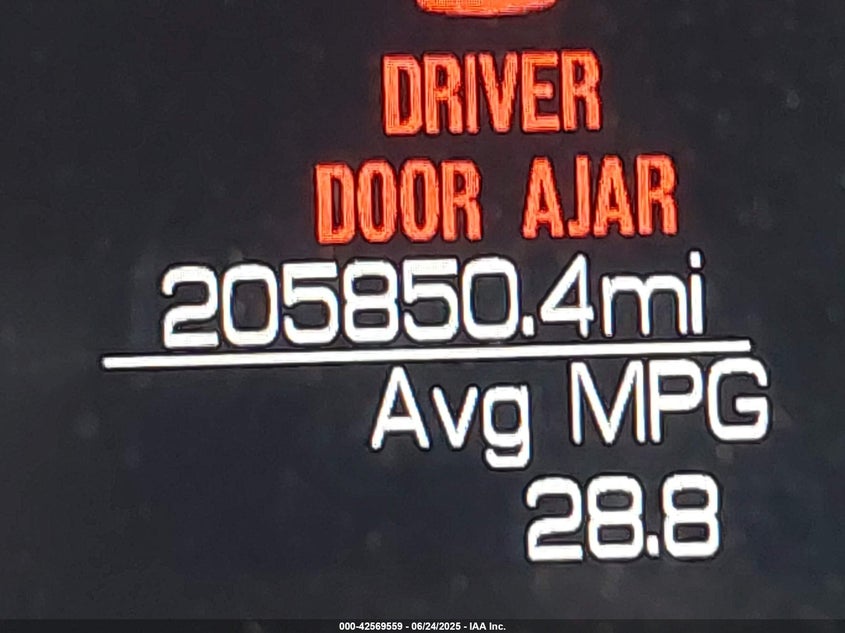 DRIVER
DOOR AJAR
205850.4mi
Avg MPG
28.8
000-42569559 - 06/24/2025 - IAA Inc.